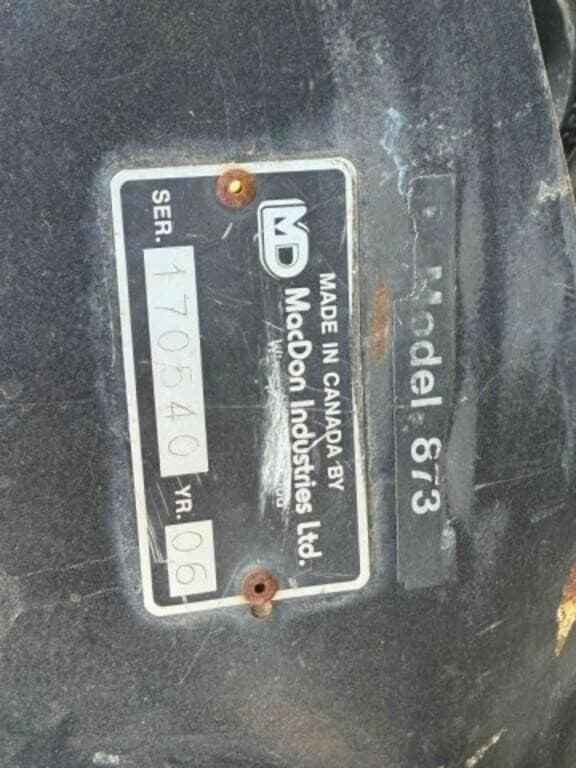 Model 873
MADE IN CANADA BY
MD MacDon Industries Ltd.
SER. 170540 YR. 06